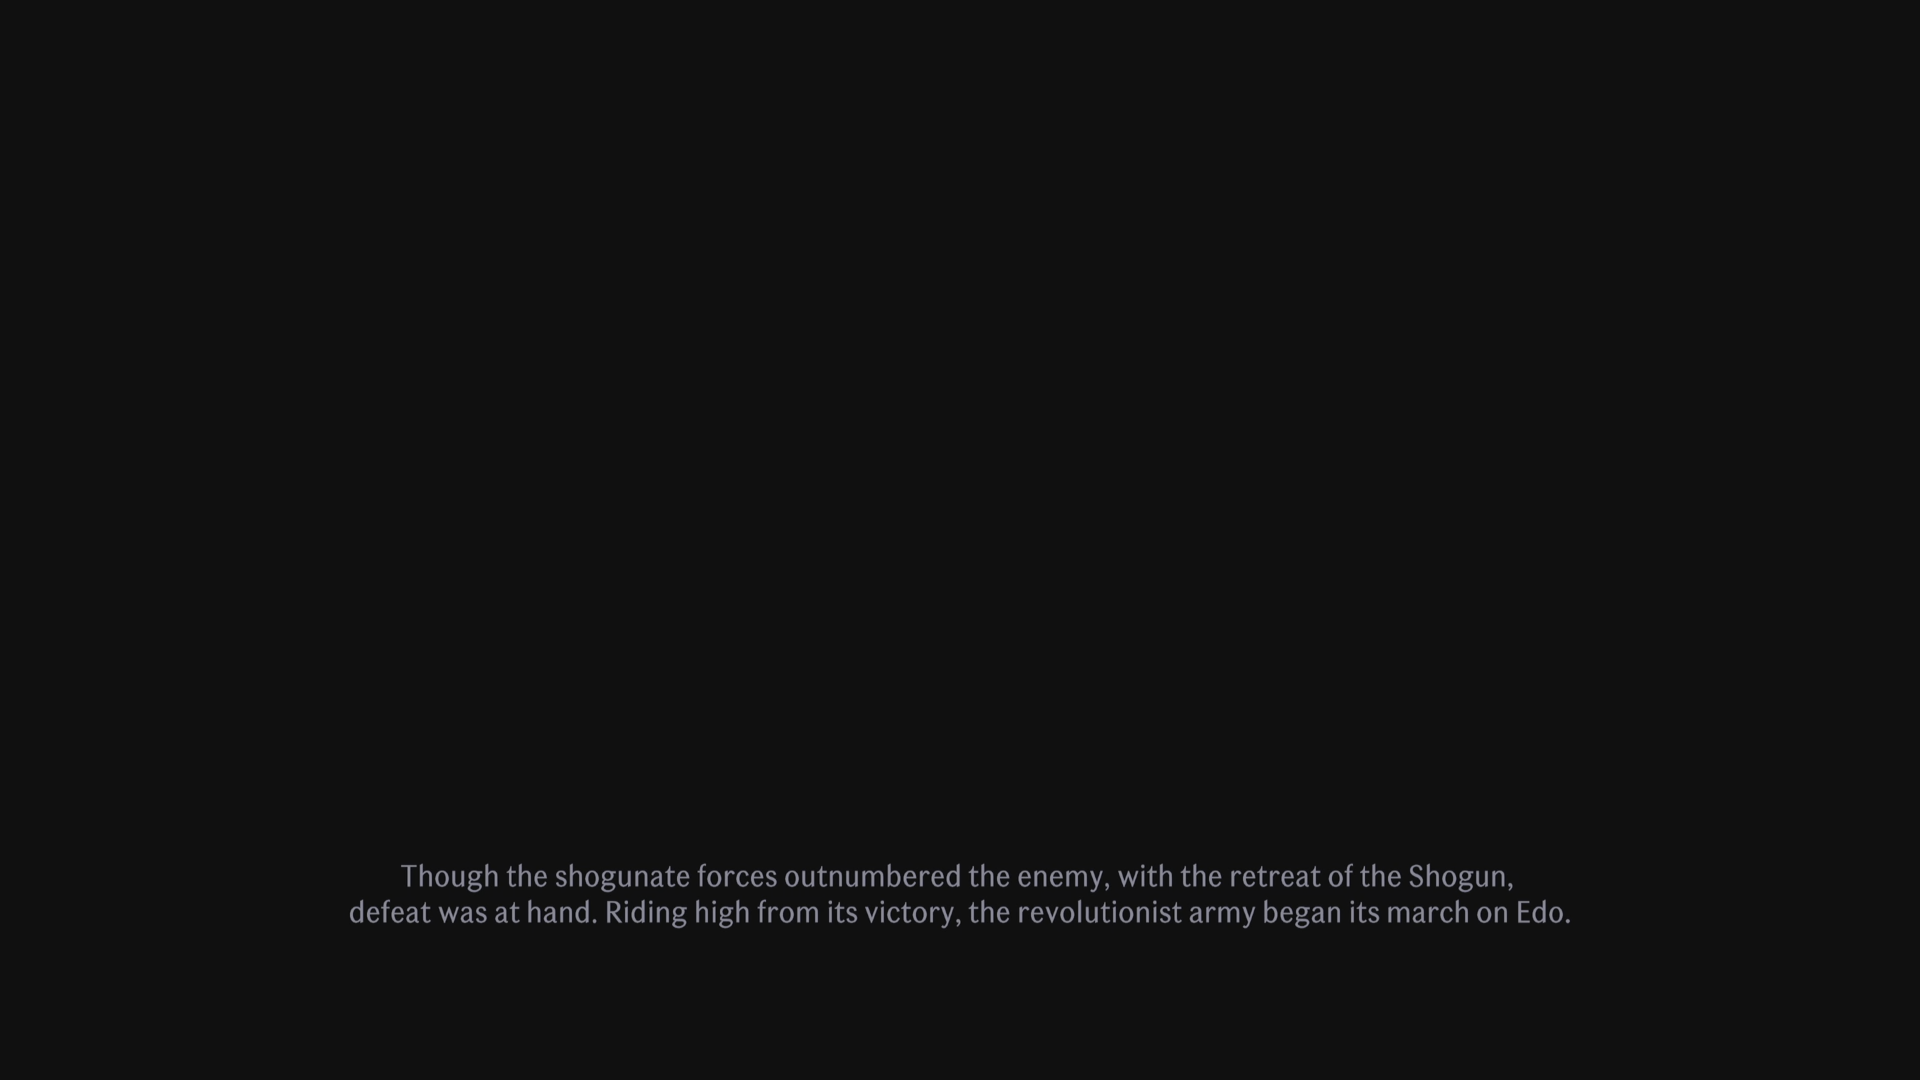 Though the shogunate forces outnumbered the enemy, with the retreat of the Shogun,
defeat was at hand. Riding high from its victory, the revolutionist army began its march on Edo.